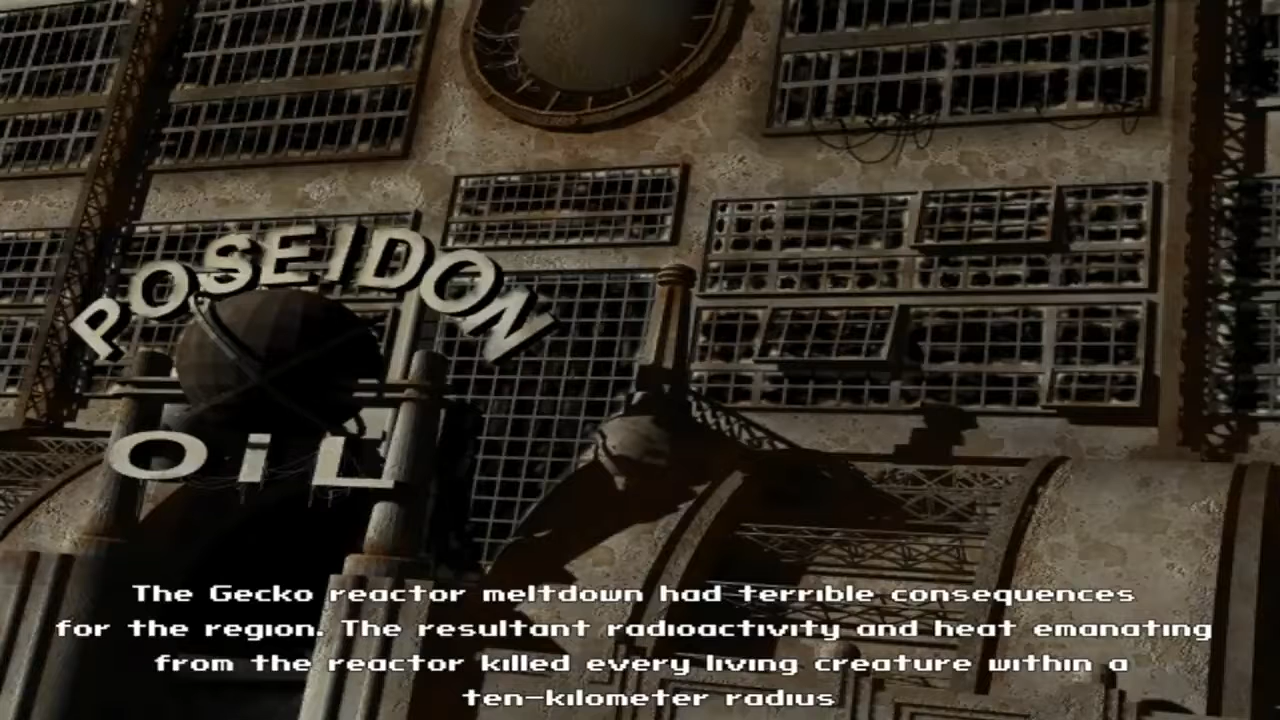 POSEIDON
OiL
The Gecko reactor meltdown had terrible consequences
for the region. The resultant radioactivity and heat emanating
from the reactor killed every living creature within a
ten-kilometer radius